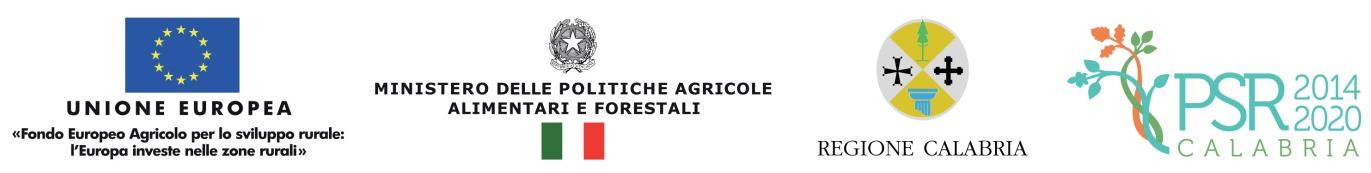 UNIONE EUROPEA
«Fondo Europeo Agricolo per lo sviluppo rurale:
l'Europa investe nelle zone rurali»
MINISTERO DELLE POLITICHE AGRICOLE
ALIMENTARI E FORESTALI
REGIONE CALABRIA
PSR 2014
2020
CALABRIA